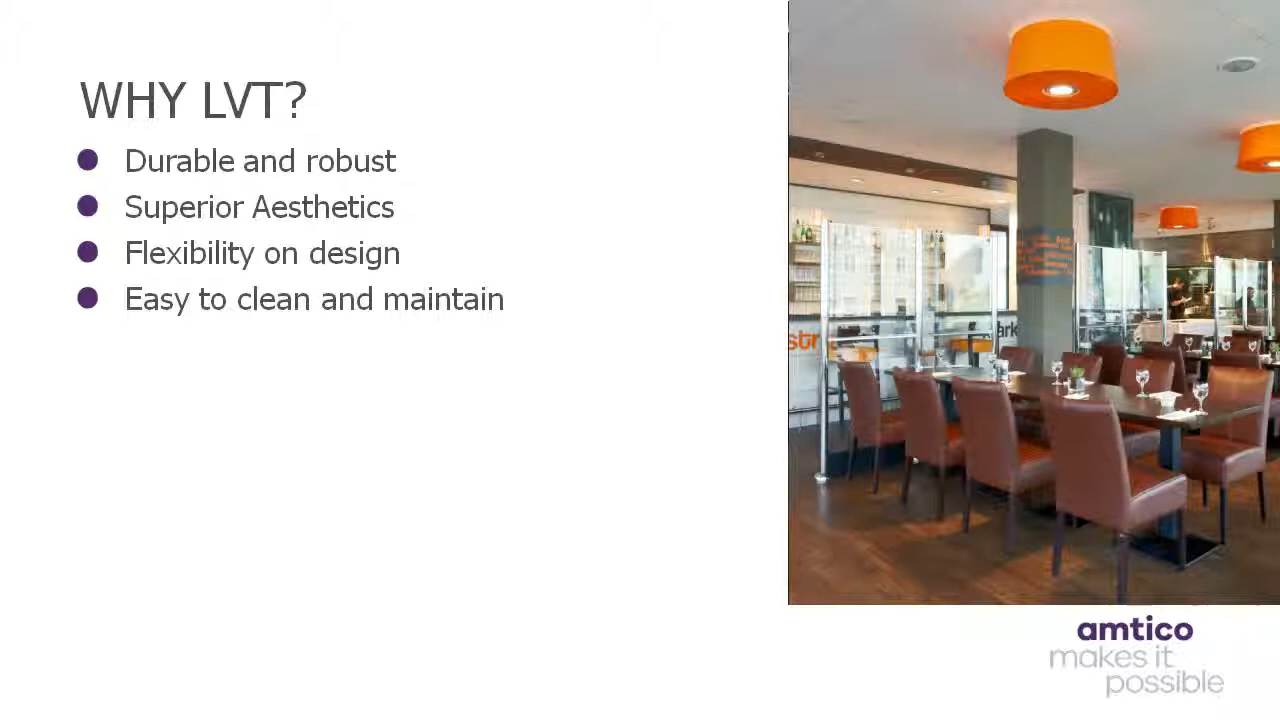 WHY LVT?
Durable and robust
Superior Aesthetics
Flexibility on design
Easy to clean and maintain
amtico
makes it
possible